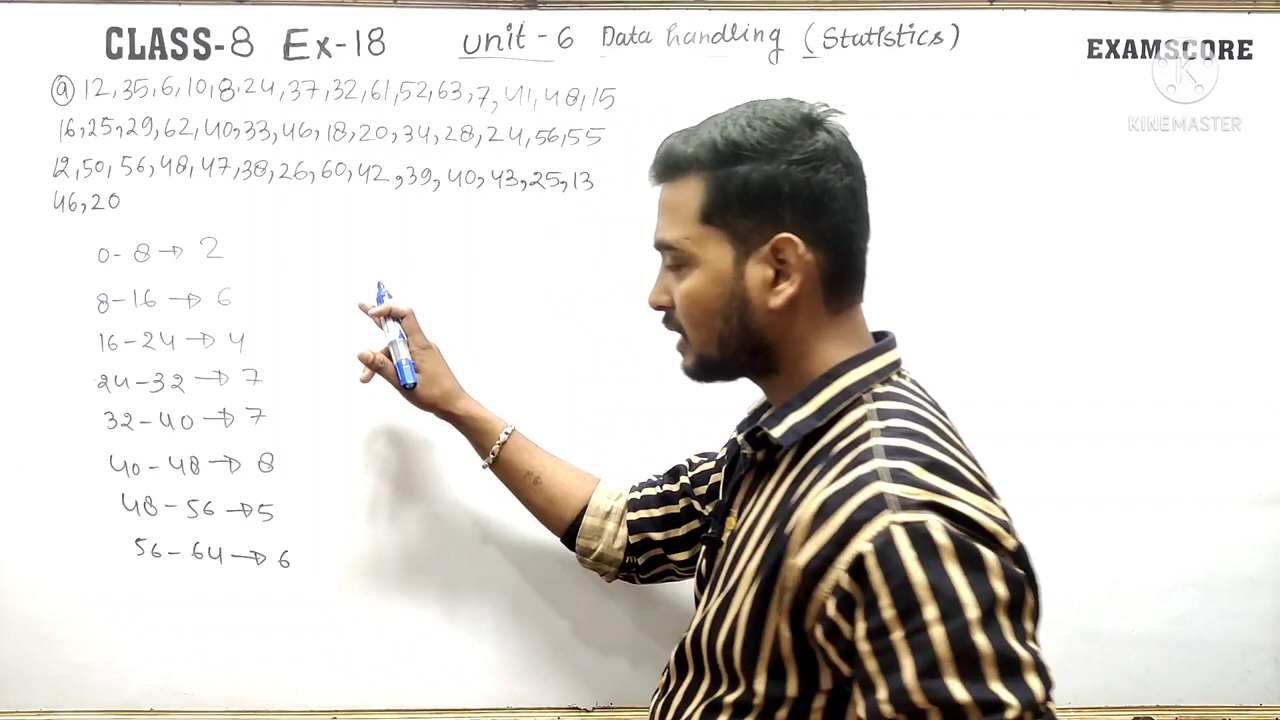 CLASS-8 Ex-18 unit-6 Data handling (Statistics)
EXAMSCORE
KINEMASTER
(a) 12,35,6,10,8,24,37,32,61,52,63,7,41,48,15
16,25,29,62,40,33,46,18,20,34,28,24,56,55
12,50,56,48,47,38,26,60,42,39,40,43,25,13
46,20
0-8→2
8-16→6
16-24→4
24-32→7
32-40→7
40-48→8
48-56→5
56-64→6